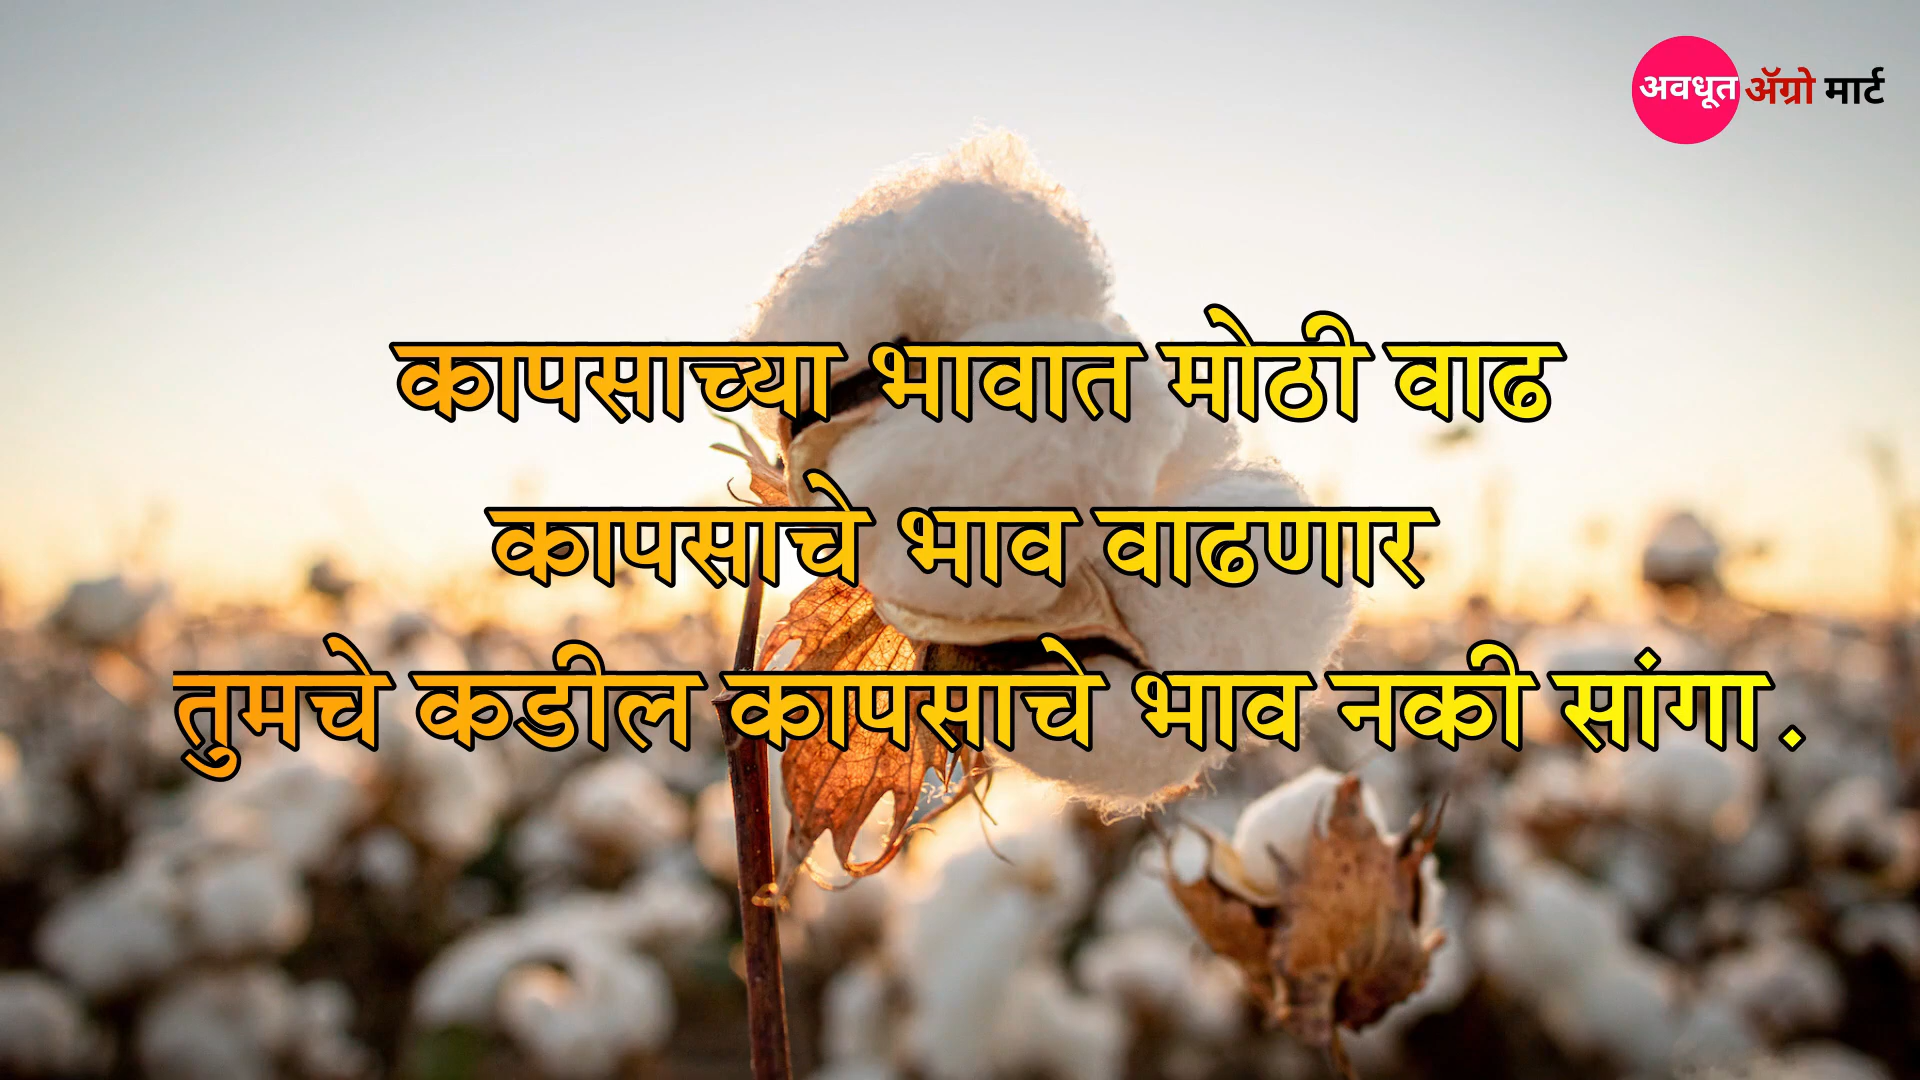 अवधूत ॲग्रो मार्ट
कापसाच्या भावात मोठी वाढ
कापसाचे भाव वाढणार
तुमचे कडील कापसाचे भाव नकी सांगा.